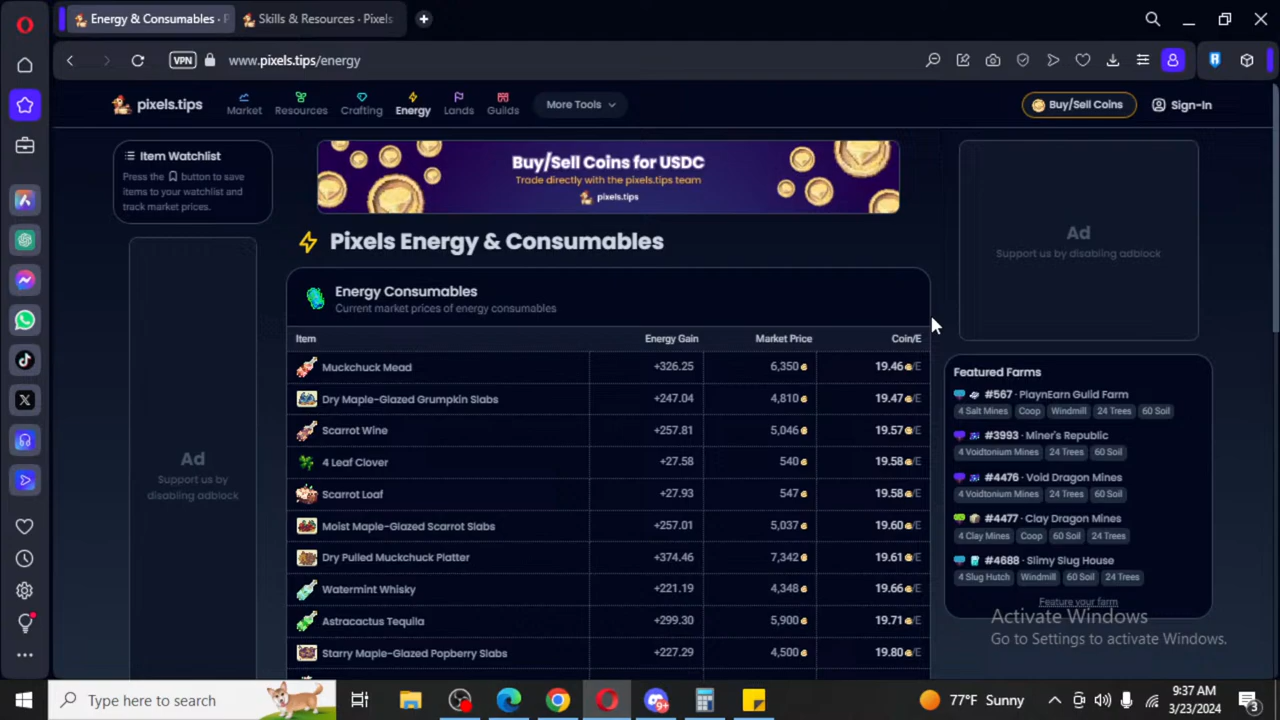 Energy & Consumables ·
Skills & Resources · Pixels
VPN
www.pixels.tips/energy
pixels.tips
Market
Resources
Crafting
Energy
Lands
Guilds
More Tools
Buy/Sell Coins
Sign-In
Item Watchlist
Press the button to save
items to your watchlist and
track market prices.
Ad
Support us by
disabling adblock
Buy/Sell Coins for USDC
Trade directly with the pixels.tips team
pixels.tips
Pixels Energy & Consumables
Energy Consumables
Current market prices of energy consumables
Item Energy Gain Market Price Coin/E
Muckchuck Mead +326.25 6,350 19.46 /E
Dry Maple-Glazed Grumpkin Slabs +247.04 4,810 19.47 /E
Scarrot Wine +257.81 5,046 19.57 /E
4 Leaf Clover +27.58 540 19.58 /E
Scarrot Loaf +27.93 547 19.58 /E
Moist Maple-Glazed Scarrot Slabs +257.01 5,037 19.60 /E
Dry Pulled Muckchuck Platter +374.46 7,342 19.61 /E
Watermint Whisky +221.19 4,348 19.66 /E
Astracactus Tequila +299.30 5,900 19.71 /E
Starry Maple-Glazed Popberry Slabs +227.29 4,500 19.80 /E
Ad
Support us by disabling adblock
Featured Farms
#567 · PlaynEarn Guild Farm
4 Salt Mines Coop Windmill 24 Trees 60 Soil
#3993 · Miner's Republic
4 Voidtonium Mines 24 Trees 60 Soil
#4476 · Void Dragon Mines
4 Voidtonium Mines 24 Trees 60 Soil
#4477 · Clay Dragon Mines
4 Clay Mines Coop 60 Soil 24 Trees
#4688 · Slimy Slug House
4 Slug Hutch Windmill 60 Soil 24 Trees
Feature your farm
Activate Windows
Go to Settings to activate Windows.
Type here to search
9+
77°F Sunny
9:37 AM
3/23/2024
3